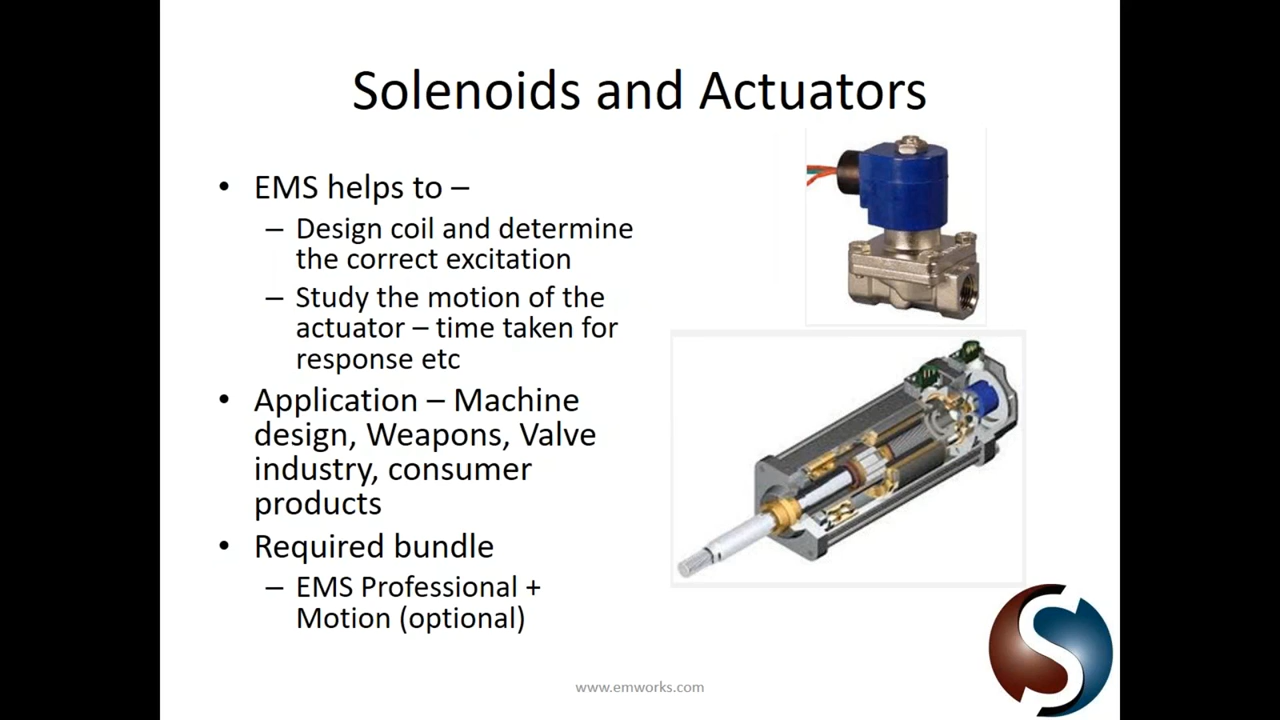 Solenoids and Actuators
• EMS helps to –
– Design coil and determine
the correct excitation
– Study the motion of the
actuator – time taken for
response etc
• Application – Machine
design, Weapons, Valve
industry, consumer
products
• Required bundle
– EMS Professional +
Motion (optional)
www.emworks.com